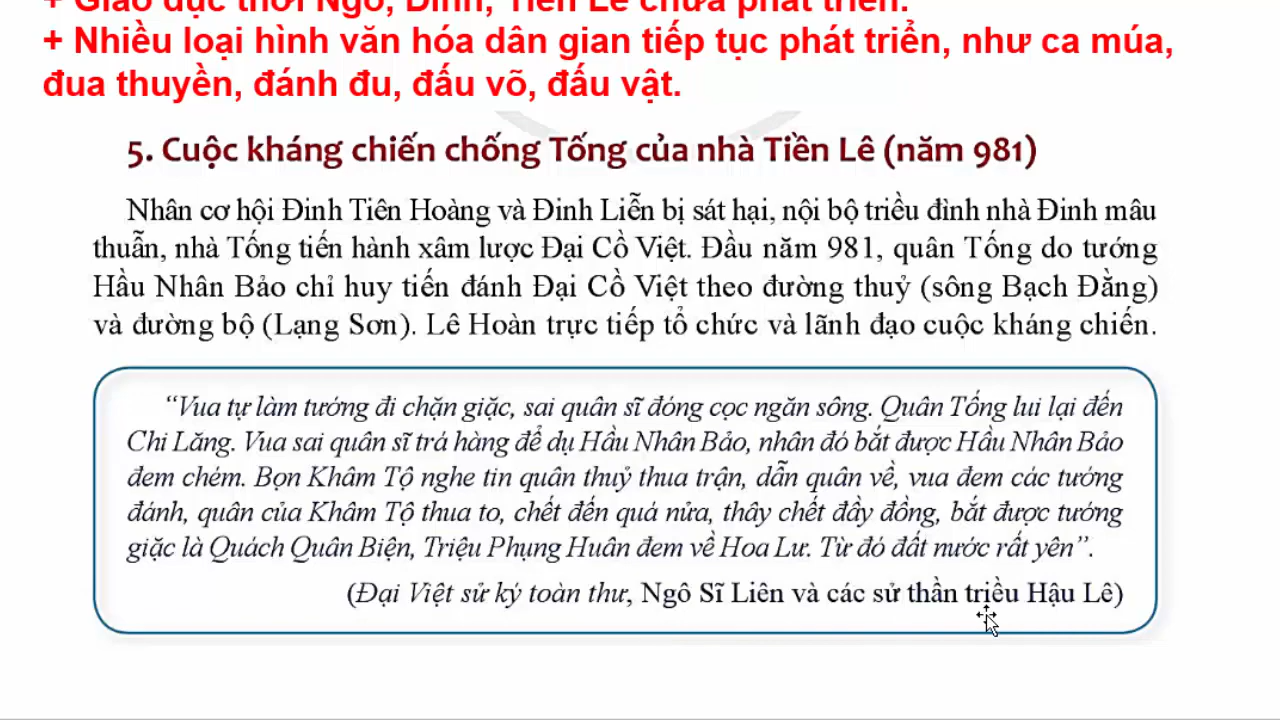 + Giáo dục thời Ngô, Đinh, Tiền Lê chưa phát triển.
+ Nhiều loại hình văn hóa dân gian tiếp tục phát triển, như ca múa,
đua thuyền, đánh đu, đấu võ, đấu vật.
5. Cuộc kháng chiến chống Tống của nhà Tiền Lê (năm 981)
Nhân cơ hội Đinh Tiên Hoàng và Đinh Liễn bị sát hại, nội bộ triều đình nhà Đinh mâu
thuẫn, nhà Tống tiến hành xâm lược Đại Cồ Việt. Đầu năm 981, quân Tống do tướng
Hầu Nhân Bảo chỉ huy tiến đánh Đại Cồ Việt theo đường thuỷ (sông Bạch Đằng)
và đường bộ (Lạng Sơn). Lê Hoàn trực tiếp tổ chức và lãnh đạo cuộc kháng chiến.
“Vua tự làm tướng đi chặn giặc, sai quân sĩ đóng cọc ngăn sông. Quân Tống lui lại đến
Chi Lăng. Vua sai quân sĩ trá hàng để dụ Hầu Nhân Bảo, nhân đó bắt được Hầu Nhân Bảo
đem chém. Bọn Khâm Tộ nghe tin quân thuỷ thua trận, dẫn quân về, vua đem các tướng
đánh, quân của Khâm Tộ thua to, chết đến quá nửa, thây chết đầy đồng, bắt được tướng
giặc là Quách Quân Biện, Triệu Phụng Huân đem về Hoa Lư. Từ đó đất nước rất yên”.
(Đại Việt sử ký toàn thư, Ngô Sĩ Liên và các sử thần triều Hậu Lê)